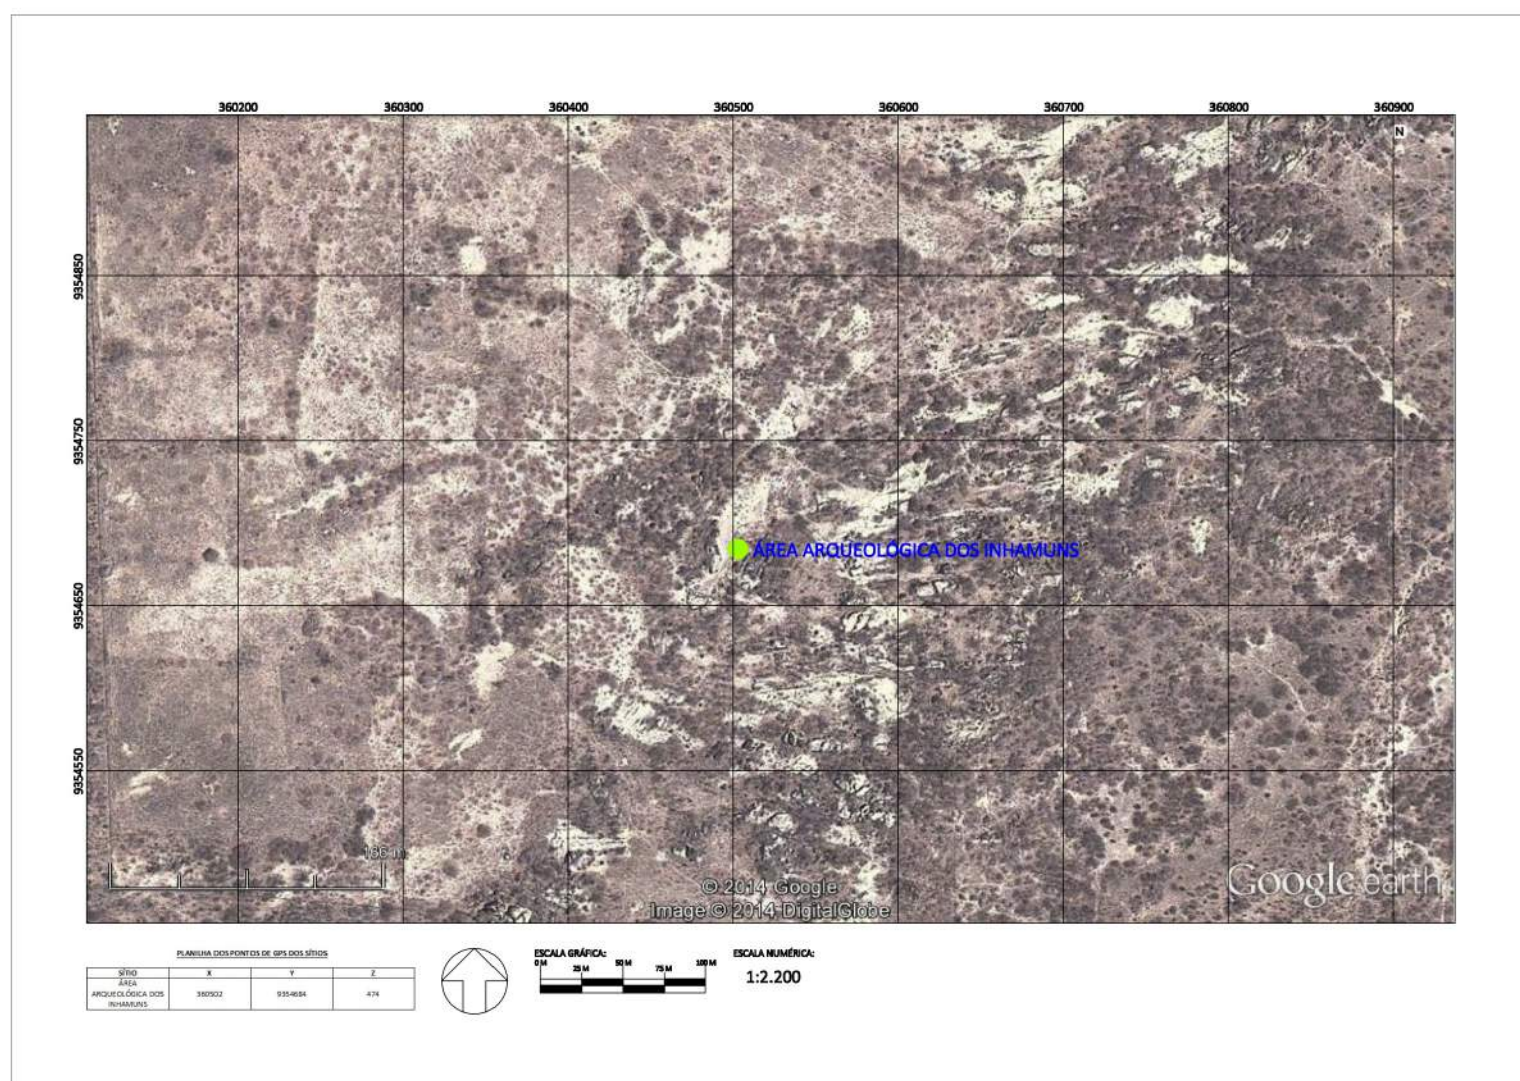 360200 360300 360400 360500 360600 360700 360800 360900
N
9354850
9354750
ÁREA ARQUEOLÓGICA DOS INHAMUNS
9354650
9354550
186 m
© 2014 Google
Image © 2014 DigitalGlobe
Google earth
PLANILHA DOS PONTOS DE GPS DOS SÍTIOS
SÍTIO X Y Z
ÁREA
ARQUEOLÓGICA DOS 360502 9354684 474
INHAMUNS
ESCALA GRÁFICA:
0 M 25 M 50 M 75 M 100 M
ESCALA NUMÉRICA:
1:2.200